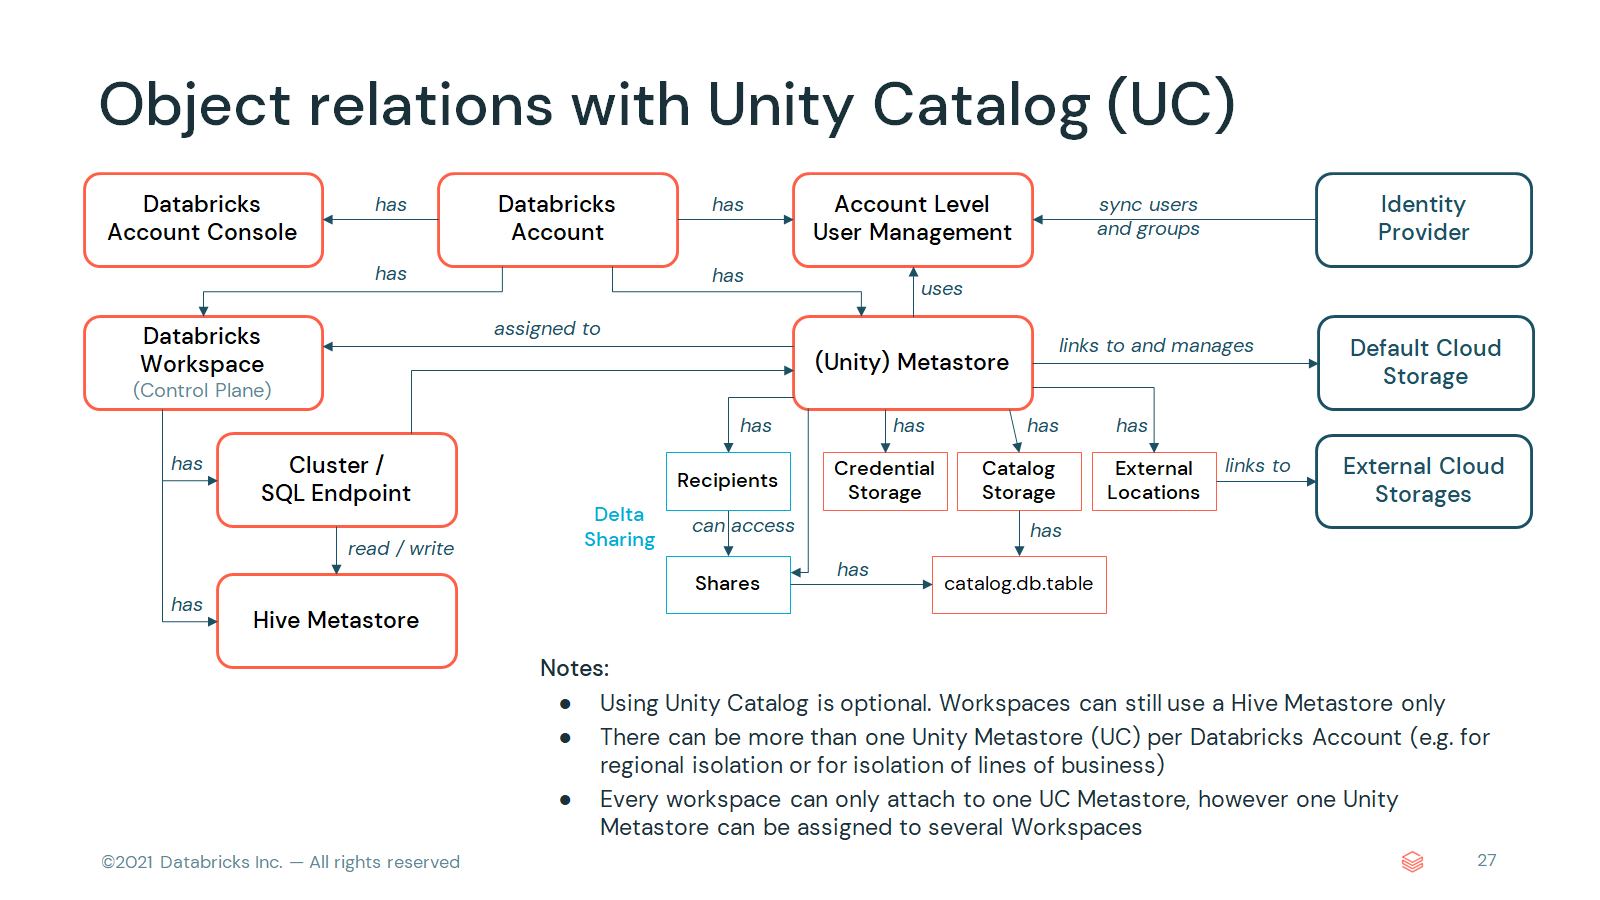 Object relations with Unity Catalog (UC)
Databricks
Account Console
has
Databricks
Account
has
Account Level
User Management
sync users
and groups
Identity
Provider
has
has
uses
Databricks
Workspace
(Control Plane)
assigned to
(Unity) Metastore
links to and manages
Default Cloud
Storage
has
has
has
has
has
Cluster /
SQL Endpoint
Recipients
Credential
Storage
Catalog
Storage
External
Locations
links to
External Cloud
Storages
Delta
Sharing
can access
has
read / write
Shares
has
catalog.db.table
has
Hive Metastore
Notes:
● Using Unity Catalog is optional. Workspaces can still use a Hive Metastore only
● There can be more than one Unity Metastore (UC) per Databricks Account (e.g. for
regional isolation or for isolation of lines of business)
● Every workspace can only attach to one UC Metastore, however one Unity
Metastore can be assigned to several Workspaces
©2021 Databricks Inc. — All rights reserved
27